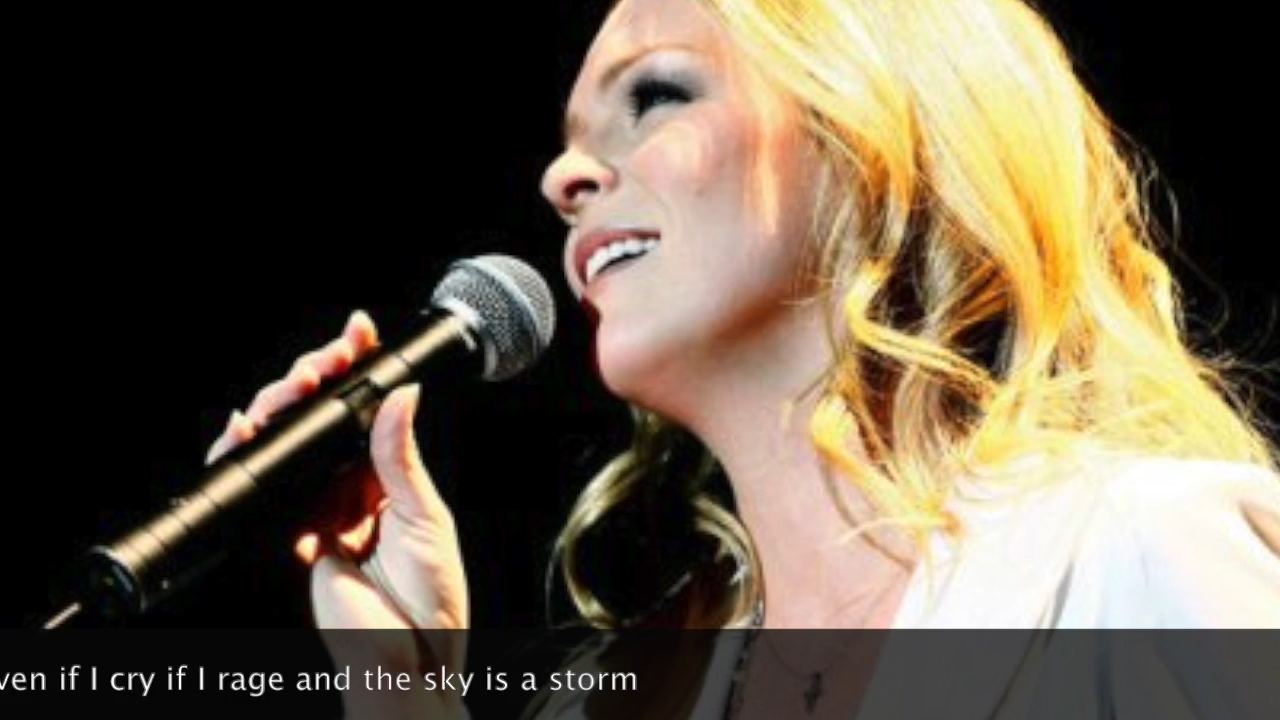 ven if I cry if I rage and the sky is a storm